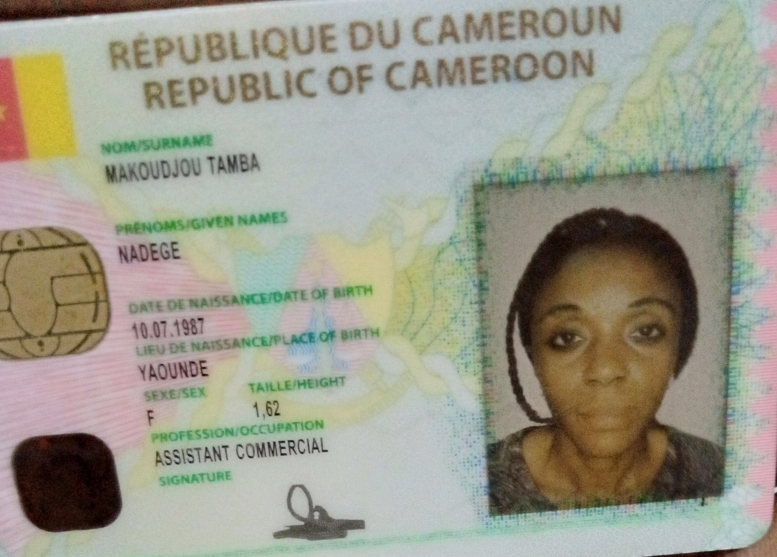 RÉPUBLIQUE DU CAMEROUN
REPUBLIC OF CAMEROON
NOM/SURNAME
MAKOUDJOU TAMBA
PRÉNOMS/GIVEN NAMES
NADEGE
DATE DE NAISSANCE/DATE OF BIRTH
10.07.1987
LIEU DE NAISSANCE/PLACE OF BIRTH
YAOUNDE
SEXE/SEX TAILLE/HEIGHT
F 1,62
PROFESSION/OCCUPATION
ASSISTANT COMMERCIAL
SIGNATURE